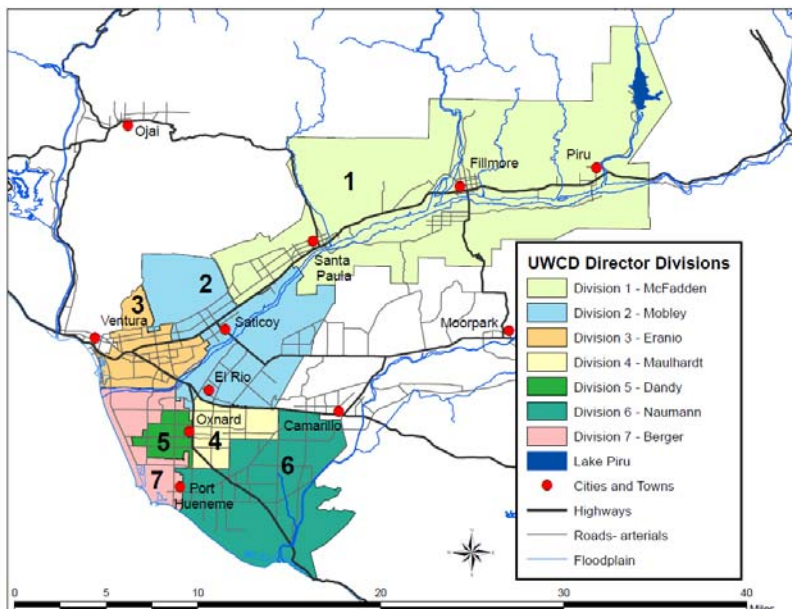 Ojai
1
Fillmore
Piru
Santa
Paula
2
3
Ventura
Saticoy
Moorpark
El Rio
Oxnard
Camarillo
5
4
6
7
Port
Hueneme
UWCD Director Divisions
Division 1 - McFadden
Division 2 - Mobley
Division 3 - Eranio
Division 4 - Maulhardt
Division 5 - Dandy
Division 6 - Naumann
Division 7 - Berger
Lake Piru
Cities and Towns
Highways
Roads- arterials
Floodplain
0 5 10 20 30 40
Miles